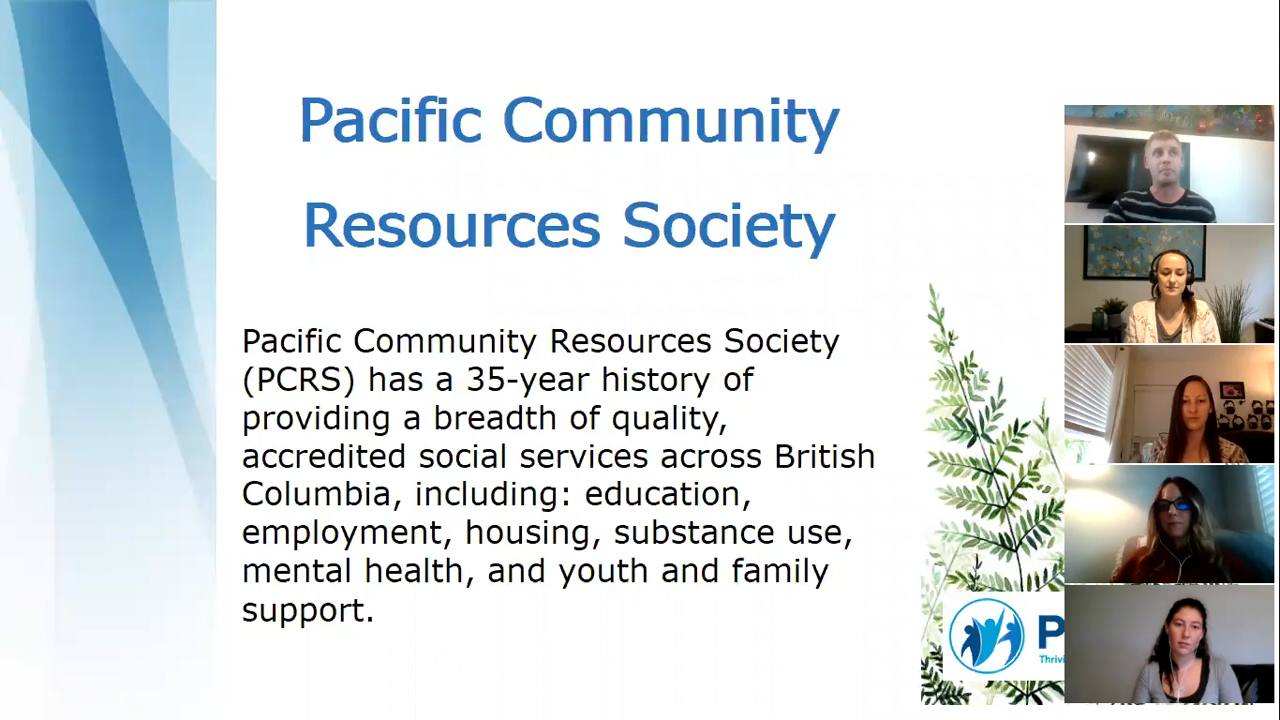 Pacific Community
Resources Society
Pacific Community Resources Society
(PCRS) has a 35-year history of
providing a breadth of quality,
accredited social services across British
Columbia, including: education,
employment, housing, substance use,
mental health, and youth and family
support.
P